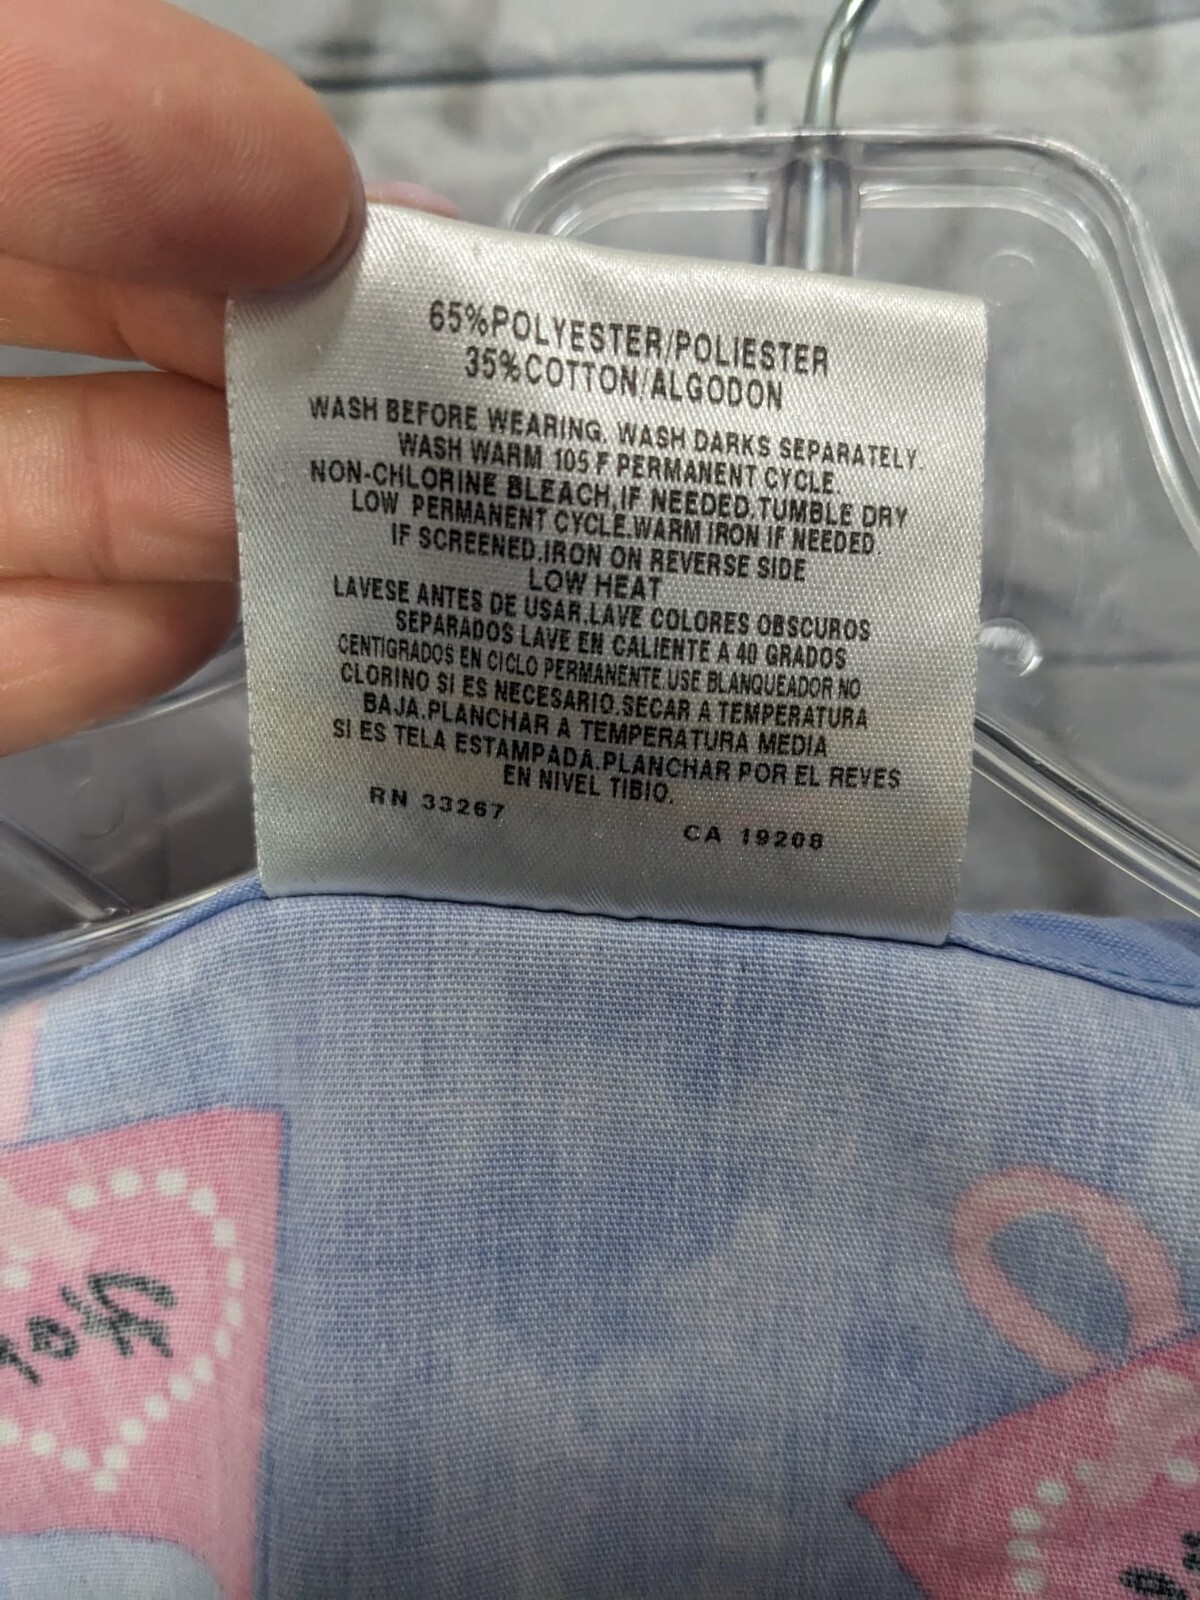 65%POLYESTER/POLIESTER
35%COTTON/ALGODON
WASH BEFORE WEARING. WASH DARKS SEPARATELY.
WASH WARM 105 F PERMANENT CYCLE.
NON-CHLORINE BLEACH,IF NEEDED.TUMBLE DRY
LOW PERMANENT CYCLE.WARM IRON IF NEEDED
IF SCREENED.IRON ON REVERSE SIDE
LOW HEAT
LAVESE ANTES DE USAR.LAVE COLORES OBSCUROS
SEPARADOS LAVE EN CALIENTE A 40 GRADOS
CENTIGRADOS EN CICLO PERMANENTE.USE BLANQUEADOR NO
CLORINO SI ES NECESARIO.SECAR A TEMPERATURA
BAJA.PLANCHAR A TEMPERATURA MEDIA
SI ES TELA ESTAMPADA.PLANCHAR POR EL REVES
EN NIVEL TIBIO.
RN 33267
CA 19208